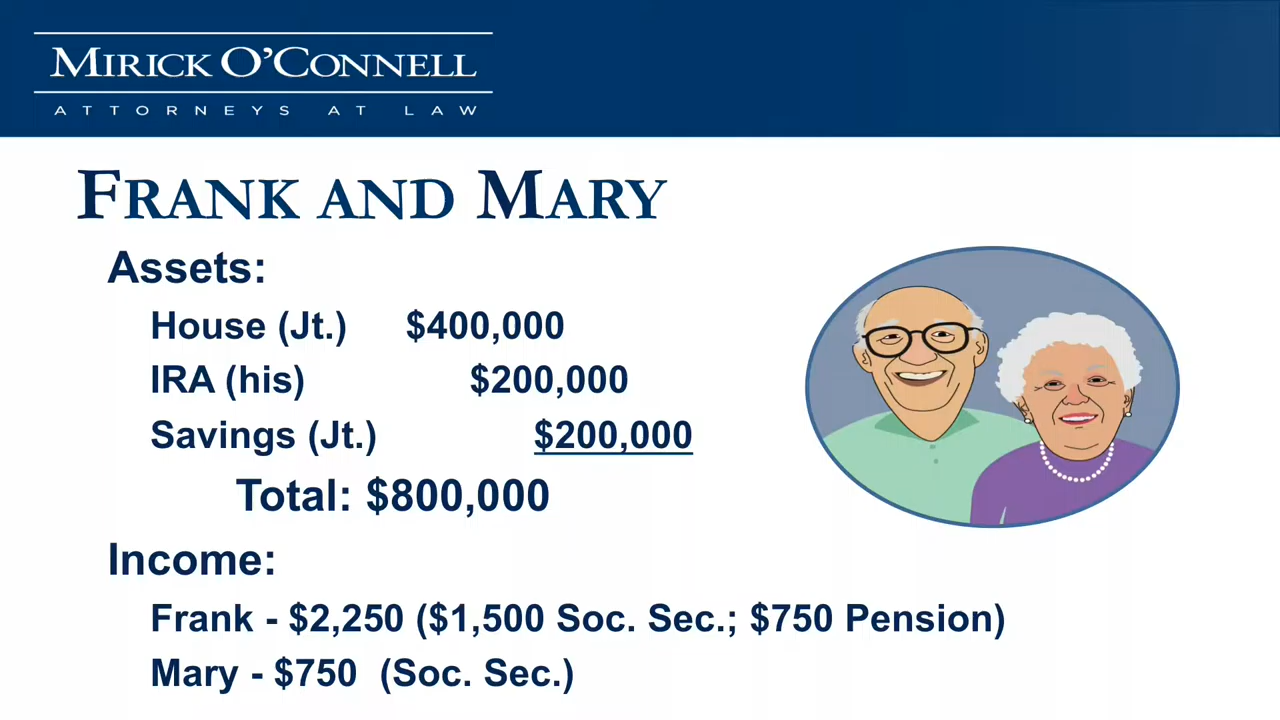 MIRICK O'CONNELL
ATTORNEYS AT LAW
FRANK AND MARY
Assets:
House (Jt.) $400,000
IRA (his) $200,000
Savings (Jt.) $200,000
Total: $800,000
Income:
Frank - $2,250 ($1,500 Soc. Sec.; $750 Pension)
Mary - $750 (Soc. Sec.)